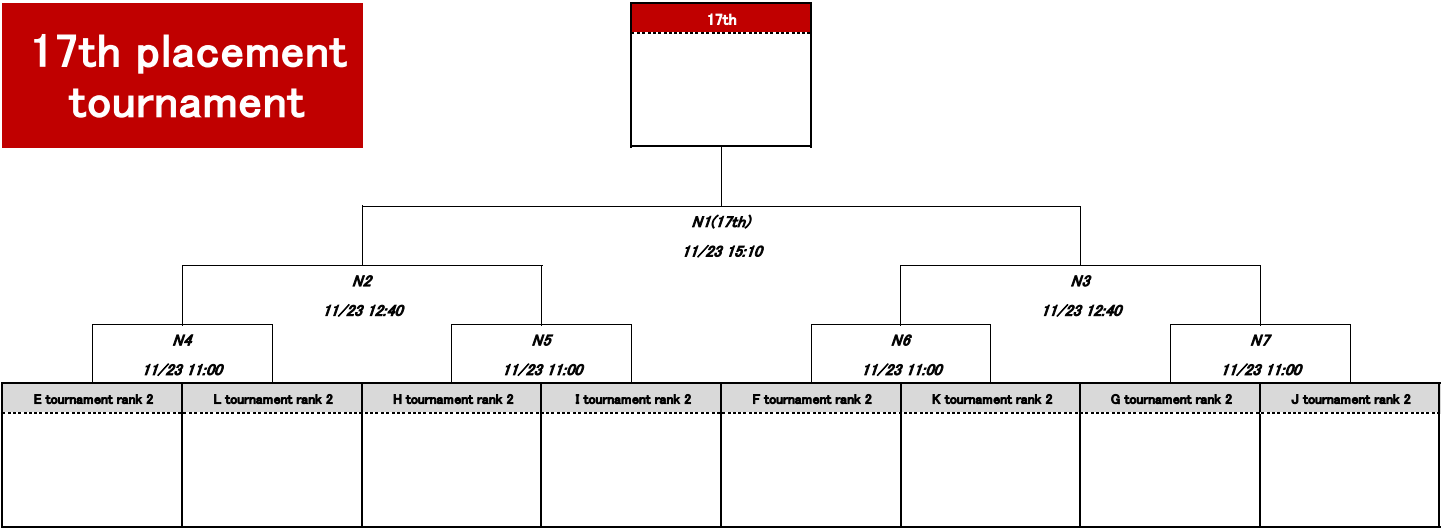 17th placement
tournament
17th
N1(17th)
11/23 15:10
N2
11/23 12:40
N3
11/23 12:40
N4
11/23 11:00
N5
11/23 11:00
N6
11/23 11:00
N7
11/23 11:00
E tournament rank 2
L tournament rank 2
H tournament rank 2
I tournament rank 2
F tournament rank 2
K tournament rank 2
G tournament rank 2
J tournament rank 2